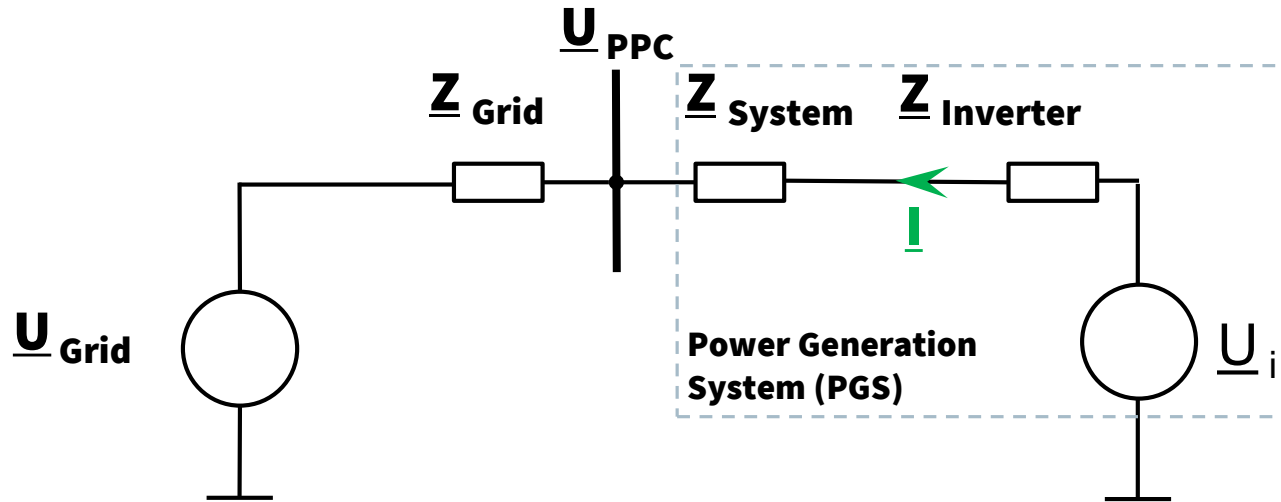 U PPC
Z Grid
Z System
Z Inverter
I
U Grid
Power Generation
System (PGS)
U i